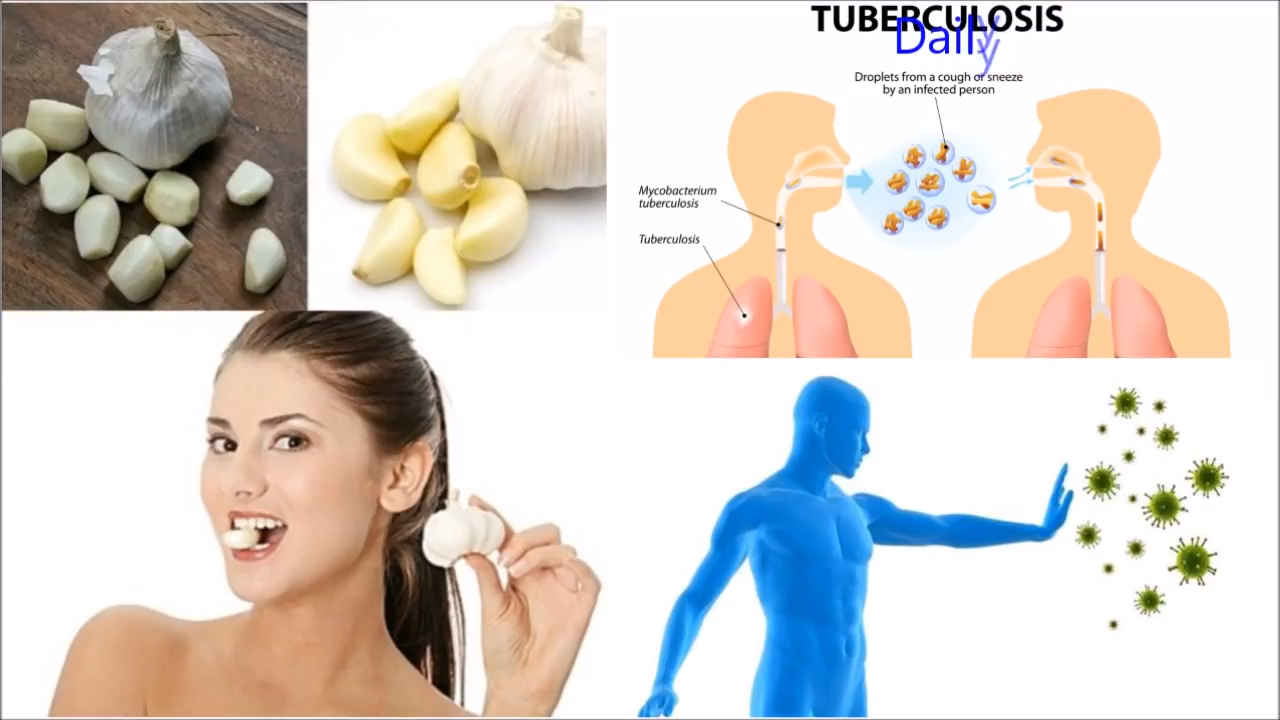 TUBERCULOSIS
Daily
Droplets from a cough or sneeze
by an infected person
Mycobacterium
tuberculosis
Tuberculosis